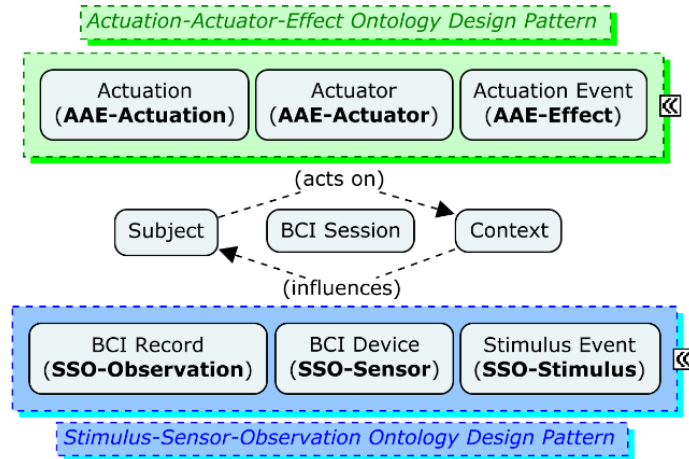 Actuation-Actuator-Effect Ontology Design Pattern
Actuation
(AAE-Actuation)
Actuator
(AAE-Actuator)
Actuation Event
(AAE-Effect)
(acts on)
Subject
BCI Session
Context
(influences)
BCI Record
(SSO-Observation)
BCI Device
(SSO-Sensor)
Stimulus Event
(SSO-Stimulus)
Stimulus-Sensor-Observation Ontology Design Pattern